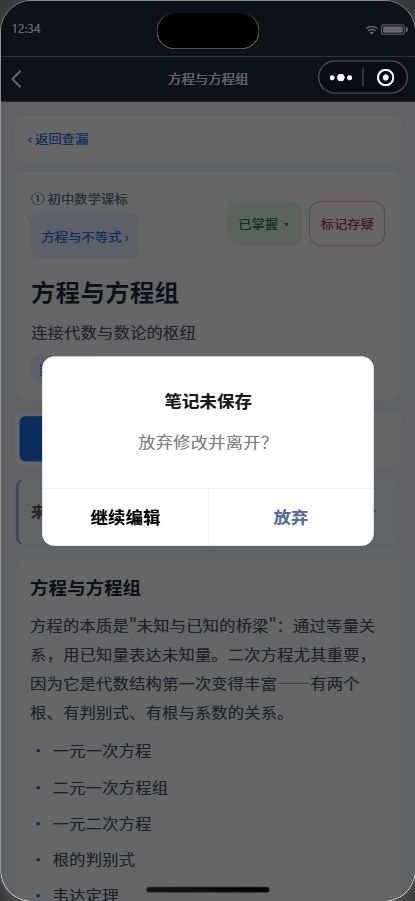 12:34
方程与方程组
‹ 返回查漏
① 初中数学课标
方程与不等式 ›
已掌握
标记存疑
方程与方程组
连接代数与数论的枢纽
笔记未保存
放弃修改并离开？
继续编辑
放弃
方程与方程组
方程的本质是"未知与已知的桥梁"：通过等量关
系，用已知量表达未知量。二次方程尤其重要，
因为它是代数结构第一次变得丰富——有两个
根、有判别式、有根与系数的关系。
• 一元一次方程
• 二元一次方程组
• 一元二次方程
• 根的判别式
• 韦达定理